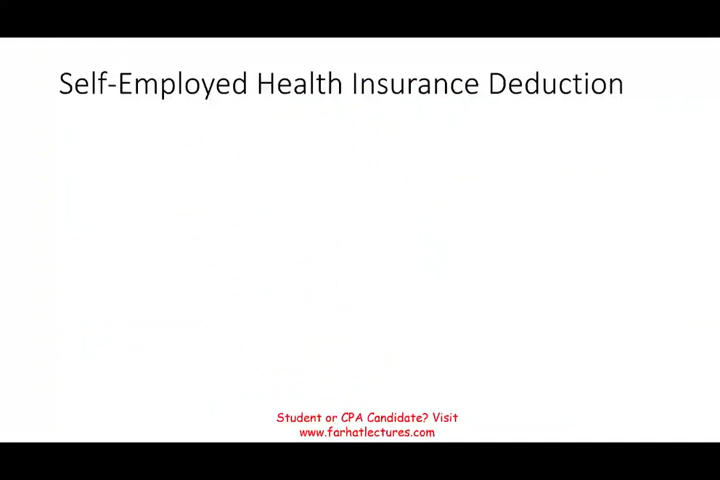 Self-Employed Health Insurance Deduction
Student or CPA Candidate? Visit
www.farhatlectures.com